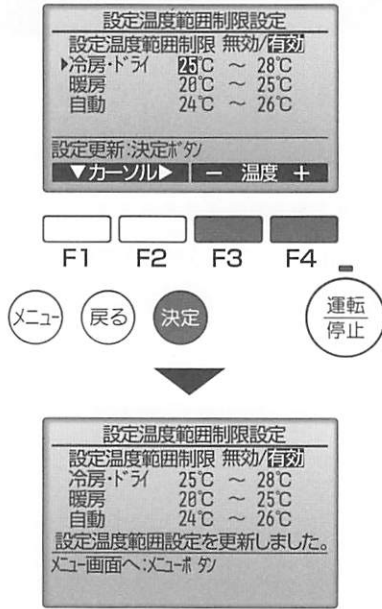 設定温度範囲制限設定
設定温度範囲制限 無効/有効
▶冷房・ドライ 25℃ ～ 28℃
暖房 20℃ ～ 25℃
自動 24℃ ～ 26℃
設定更新:決定ボタン
▼カーソル▶ － 温度 ＋
F1 F2 F3 F4
メニュー 戻る 決定 運転
停止
設定温度範囲制限設定
設定温度範囲制限 無効/有効
冷房・ドライ 25℃ ～ 28℃
暖房 20℃ ～ 25℃
自動 24℃ ～ 26℃
設定温度範囲設定を更新しました。
メニュー画面へ:メニューボタン